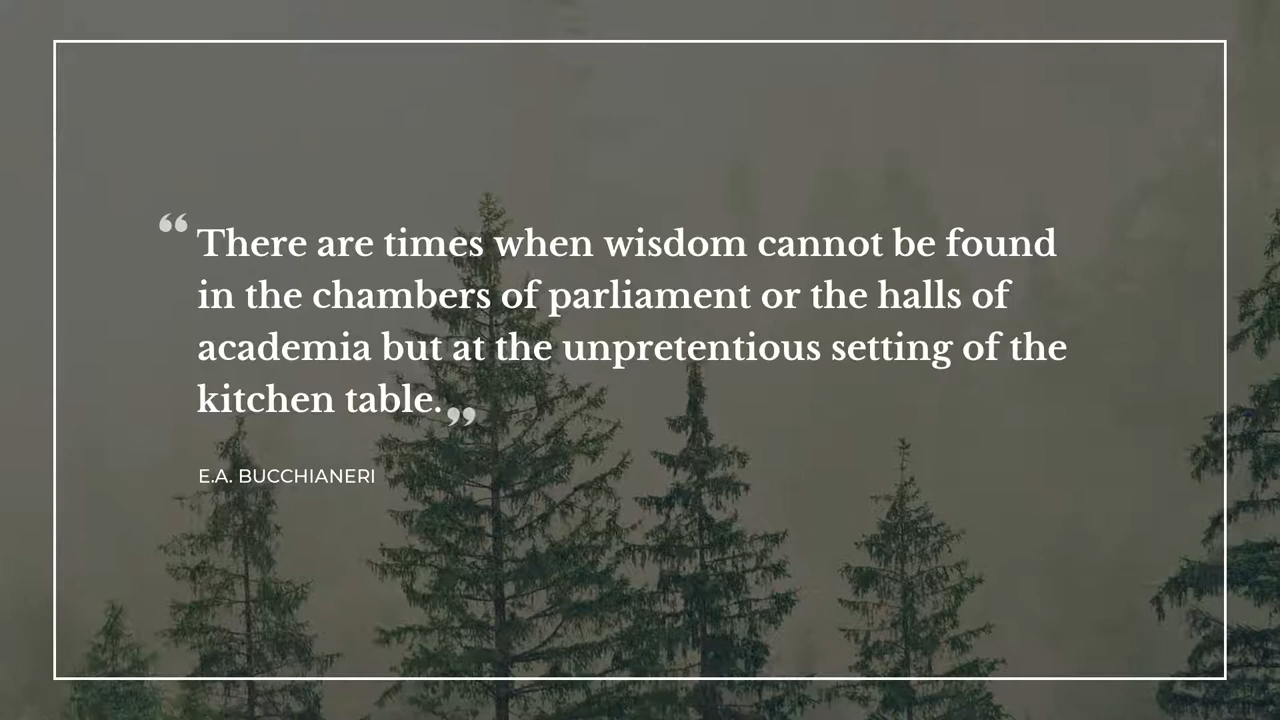 “There are times when wisdom cannot be found
in the chambers of parliament or the halls of
academia but at the unpretentious setting of the
kitchen table.”
E.A. BUCCHIANERI